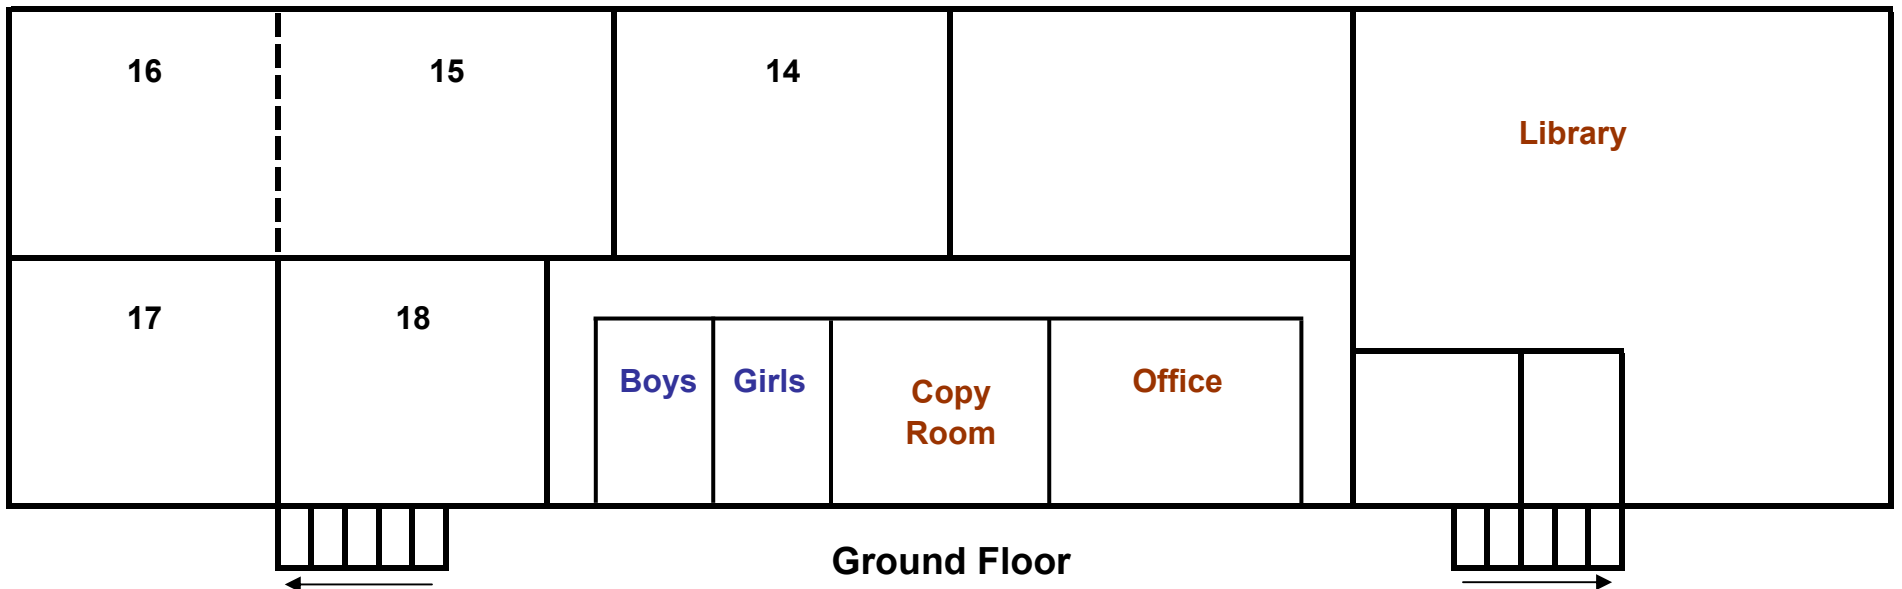 16
15
14
Library
17
18
Boys
Girls
Copy
Room
Office
Ground Floor